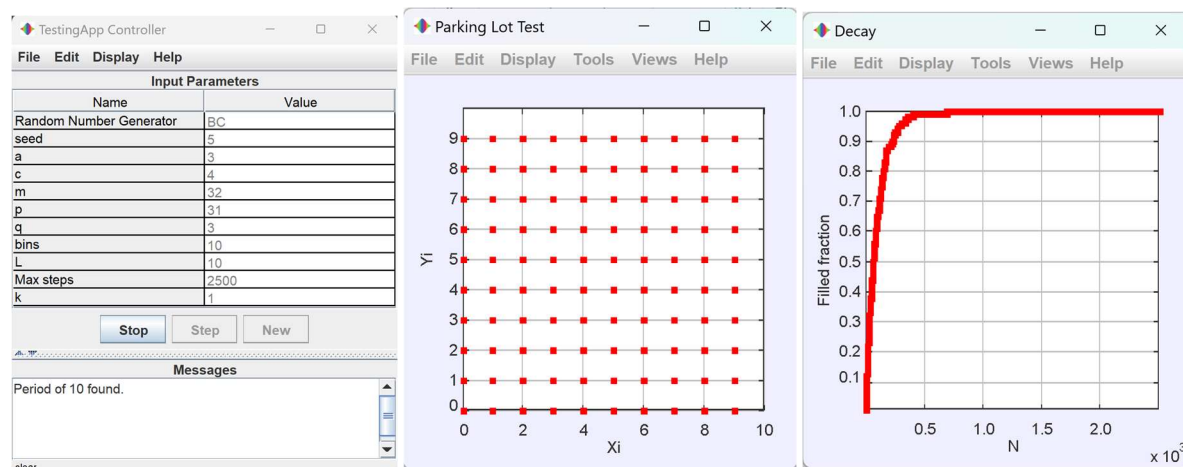 TestingApp Controller
File Edit Display Help
Input Parameters
Name Value
Random Number Generator BC
seed 5
a 3
c 4
m 32
p 31
q 3
bins 10
L 10
Max steps 2500
k 1
Stop Step New
Messages
Period of 10 found.
clear
Parking Lot Test
File Edit Display Tools Views Help
9
8
7
6
5
4
3
2
1
0
0 2 4 6 8 10
Yi
Xi
Decay
File Edit Display Tools Views Help
1.0
0.9
0.8
0.7
0.6
0.5
0.4
0.3
0.2
0.1
0.5 1.0 1.5 2.0
Filled fraction
N
x 10³